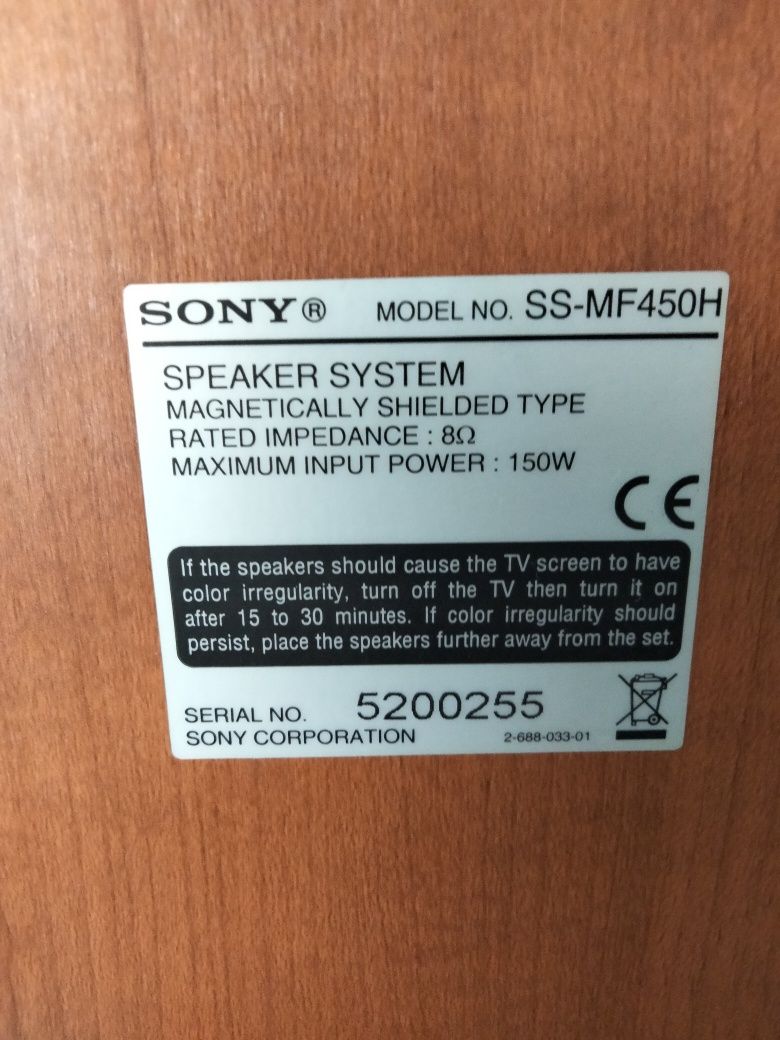 SONY® MODEL NO. SS-MF450H
SPEAKER SYSTEM
MAGNETICALLY SHIELDED TYPE
RATED IMPEDANCE : 8Ω
MAXIMUM INPUT POWER : 150W
CE
If the speakers should cause the TV screen to have
color irregularity, turn off the TV then turn it on
after 15 to 30 minutes. If color irregularity should
persist, place the speakers further away from the set.
SERIAL NO. 5200255
SONY CORPORATION 2-688-033-01